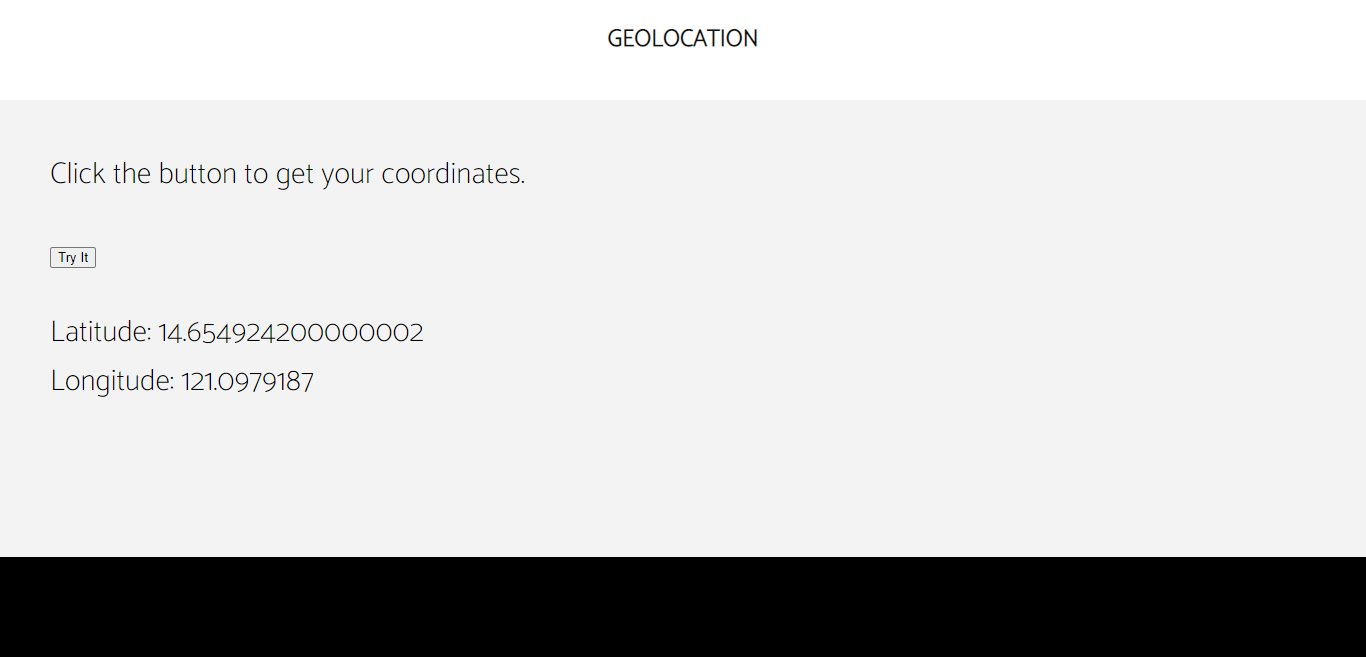 GEOLOCATION
Click the button to get your coordinates.
Try It
Latitude: 14.654924200000002
Longitude: 121.0979187